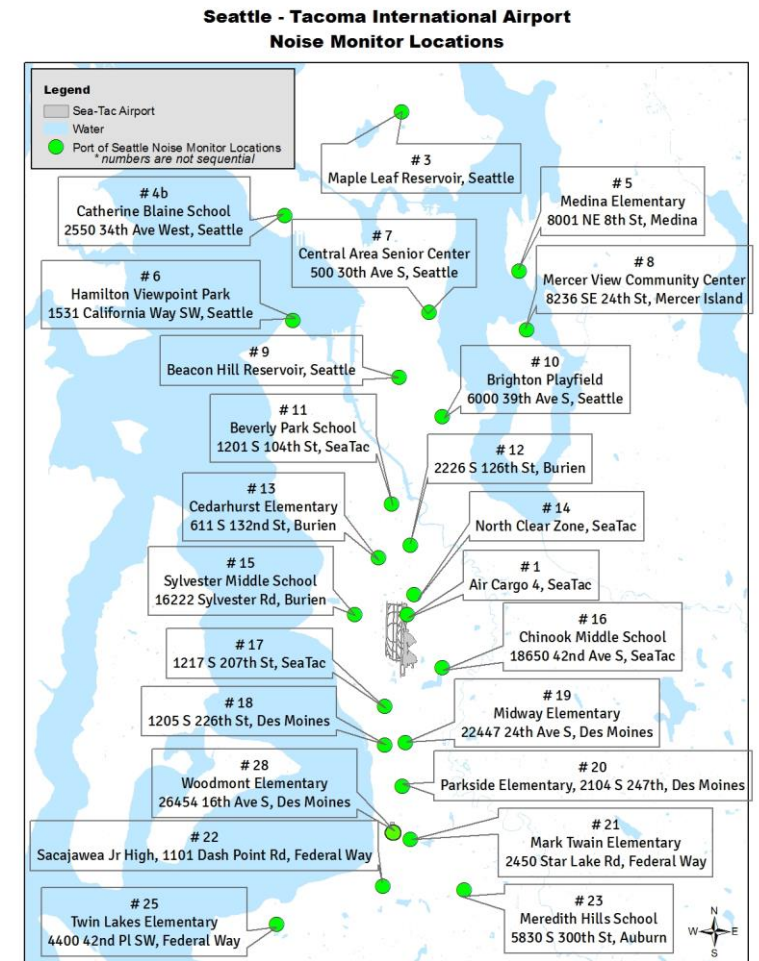 Seattle - Tacoma International Airport
Noise Monitor Locations
Legend
Sea-Tac Airport
Water
Port of Seattle Noise Monitor Locations
* numbers are not sequential
# 3
Maple Leaf Reservoir, Seattle
# 4b
Catherine Blaine School
2550 34th Ave West, Seattle
# 5
Medina Elementary
8001 NE 8th St, Medina
# 7
Central Area Senior Center
500 30th Ave S, Seattle
# 8
Mercer View Community Center
8236 SE 24th St, Mercer Island
# 6
Hamilton Viewpoint Park
1531 California Way SW, Seattle
# 9
Beacon Hill Reservoir, Seattle
# 10
Brighton Playfield
6000 39th Ave S, Seattle
# 11
Beverly Park School
1201 S 104th St, SeaTac
# 12
2226 S 126th St, Burien
# 13
Cedarhurst Elementary
611 S 132nd St, Burien
# 14
North Clear Zone, SeaTac
# 15
Sylvester Middle School
16222 Sylvester Rd, Burien
# 1
Air Cargo 4, SeaTac
# 16
Chinook Middle School
18650 42nd Ave S, SeaTac
# 17
1217 S 207th St, SeaTac
# 18
1205 S 226th St, Des Moines
# 19
Midway Elementary
22447 24th Ave S, Des Moines
# 28
Woodmont Elementary
26454 16th Ave S, Des Moines
# 20
Parkside Elementary, 2104 S 247th, Des Moines
# 22
Sacajawea Jr High, 1101 Dash Point Rd, Federal Way
# 21
Mark Twain Elementary
2450 Star Lake Rd, Federal Way
# 25
Twin Lakes Elementary
4400 42nd Pl SW, Federal Way
# 23
Meredith Hills School
5830 S 300th St, Auburn
N
W E
S